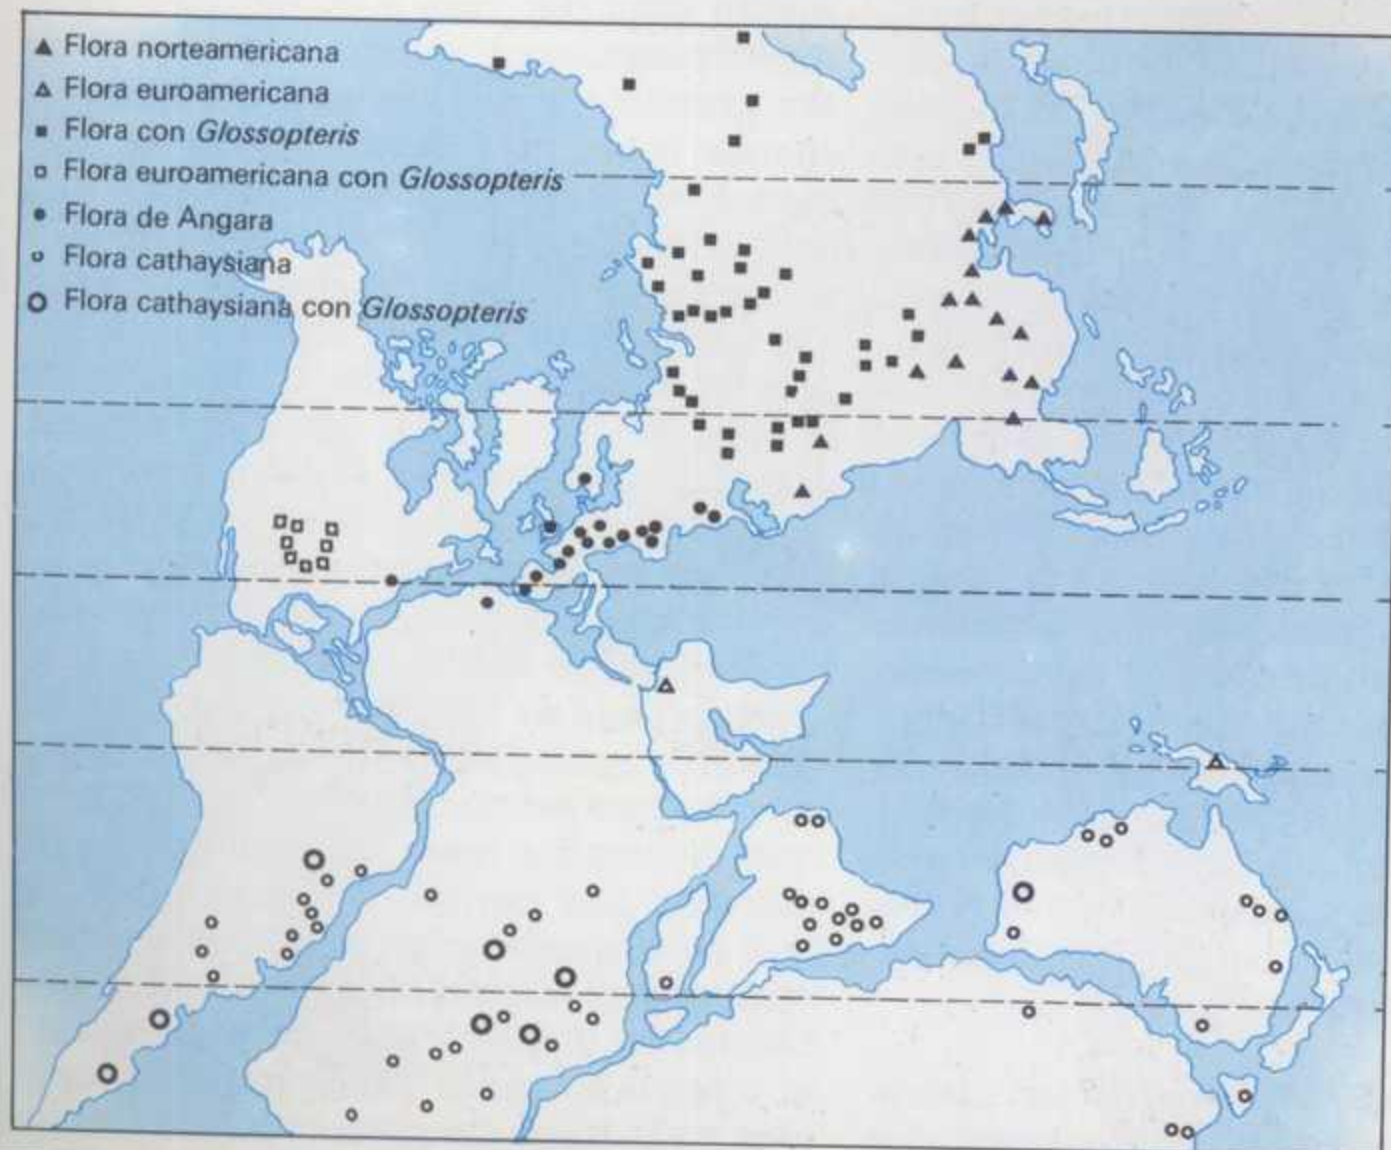 Flora norteamericana
Flora euroamericana
Flora con Glossopteris
Flora euroamericana con Glossopteris
Flora de Angara
Flora cathaysiana
Flora cathaysiana con Glossopteris